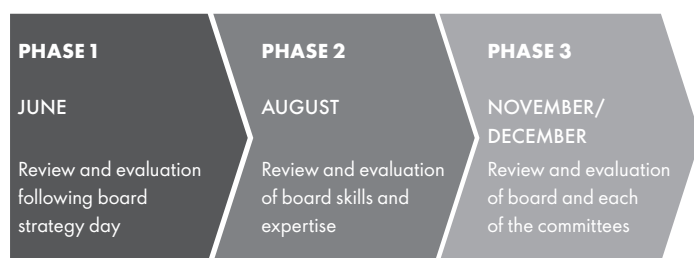 PHASE 1
JUNE
Review and evaluation
following board
strategy day
PHASE 2
AUGUST
Review and evaluation
of board skills and
expertise
PHASE 3
NOVEMBER/
DECEMBER
Review and evaluation
of board and each
of the committees